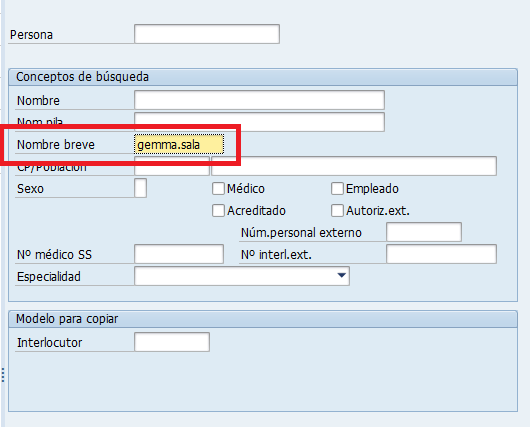 Persona
Conceptos de búsqueda
Nombre
Nom.pila
Nombre breve gemma.sala
CP/Población
Sexo Médico Empleado
Acreditado Autoriz.ext.
Núm.personal externo
Nº médico SS Nº interl.ext.
Especialidad
Modelo para copiar
Interlocutor